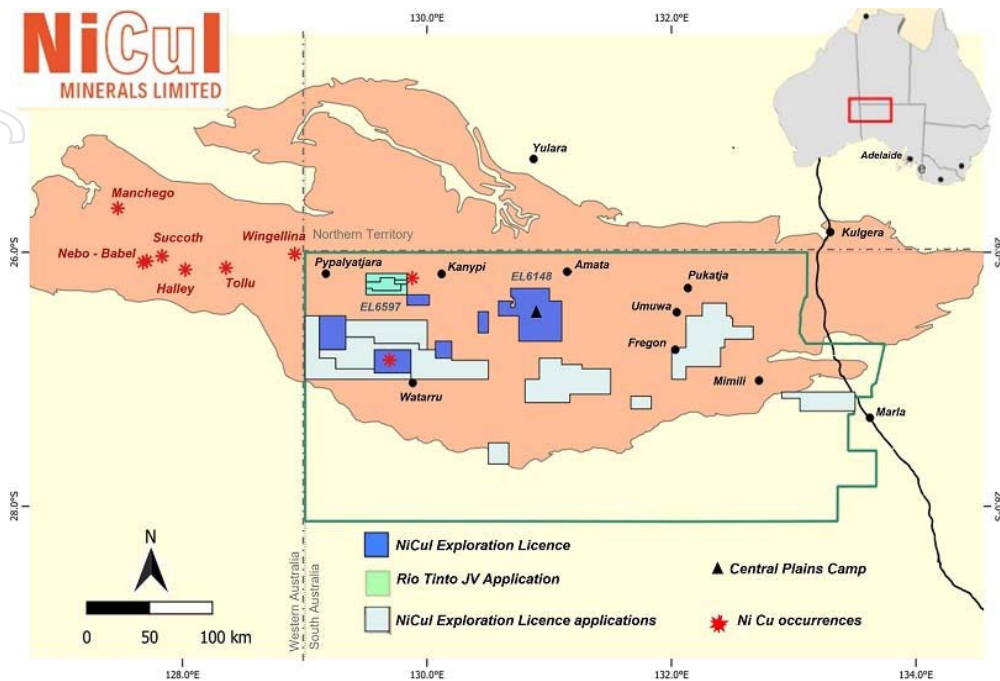 NiCul
MINERALS LIMITED
130.0°E
132.0°E
Adelaide
Yulara
Manchego
Succoth
Wingellina
Northern Territory
Kulgera
Nebo - Babel
26.0°S
Pypalyatjara
Kanypi
Amata
EL6148
Pukatja
Halley
Tollu
EL6597
Umuwa
Fregon
Mimili
Watarru
Marla
28.0°S
28.0°S
N
NiCul Exploration Licence
Rio Tinto JV Application
Central Plains Camp
NiCul Exploration Licence applications
Ni Cu occurrences
0 50 100 km
Western Australia
South Australia
128.0°E
130.0°E
132.0°E
134.0°E